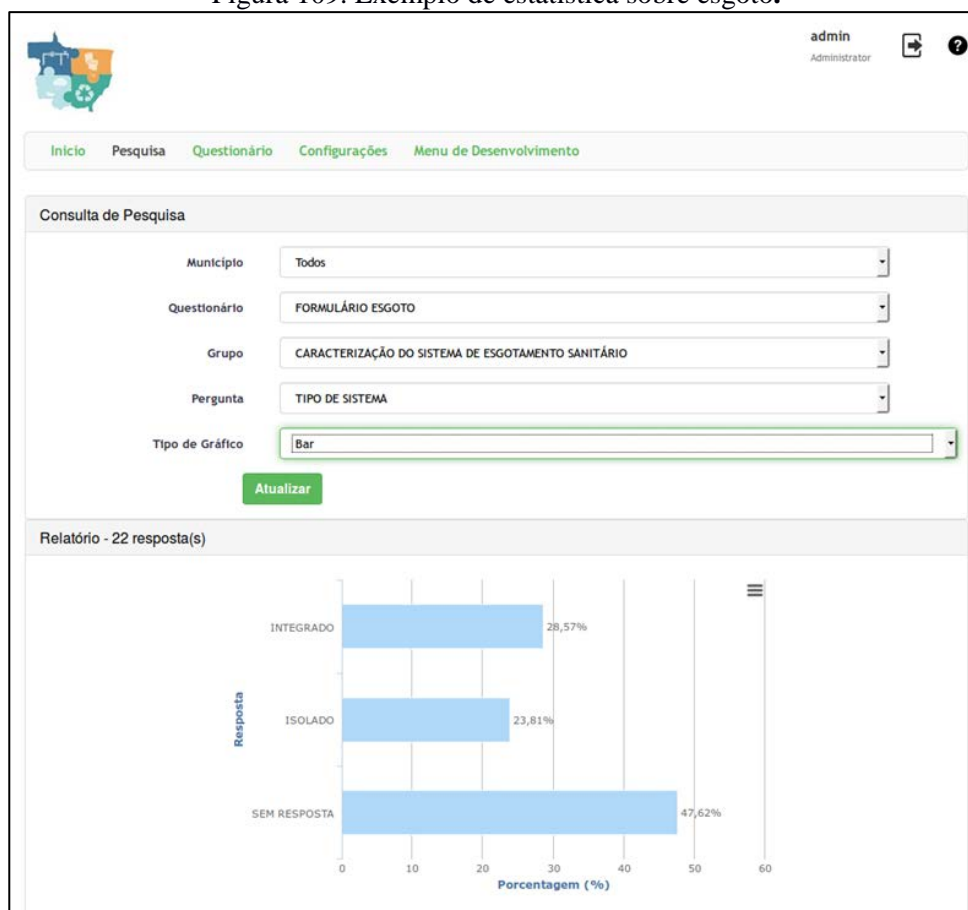 Figura 169. Exemplo de estatística sobre esgoto.
admin
Administrator
Inicio Pesquisa Questionário Configurações Menu de Desenvolvimento
Consulta de Pesquisa
Município Todos
Questionário FORMULÁRIO ESGOTO
Grupo CARACTERIZAÇÃO DO SISTEMA DE ESGOTAMENTO SANITÁRIO
Pergunta TIPO DE SISTEMA
Tipo de Gráfico Bar
Atualizar
Relatório - 22 resposta(s)
INTEGRADO 28,57%
Resposta
ISOLADO 23,81%
SEM RESPOSTA 47,62%
0 10 20 30 40 50 60
Porcentagem (%)